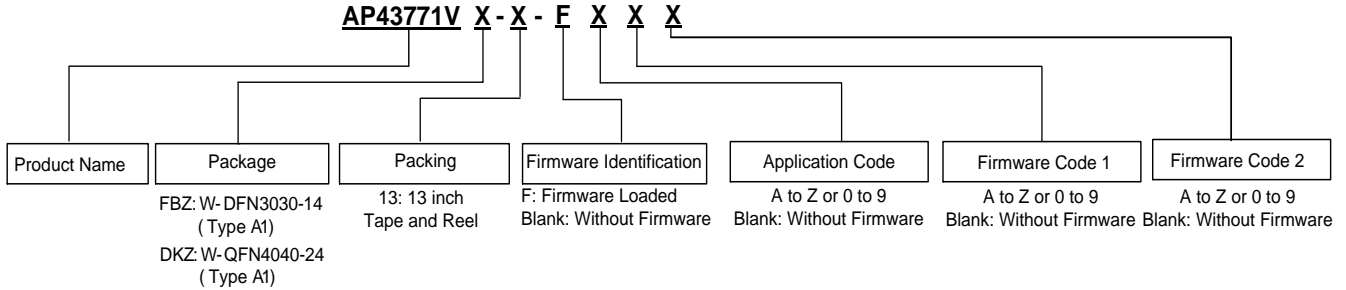 AP43771V X - X - F X X X
Product Name
Package
Packing
Firmware Identification
Application Code
Firmware Code 1
Firmware Code 2
FBZ: W-DFN3030-14
(Type A1)
DKZ: W-QFN4040-24
(Type A1)
13: 13 inch
Tape and Reel
F: Firmware Loaded
Blank: Without Firmware
A to Z or 0 to 9
Blank: Without Firmware
A to Z or 0 to 9
Blank: Without Firmware
A to Z or 0 to 9
Blank: Without Firmware